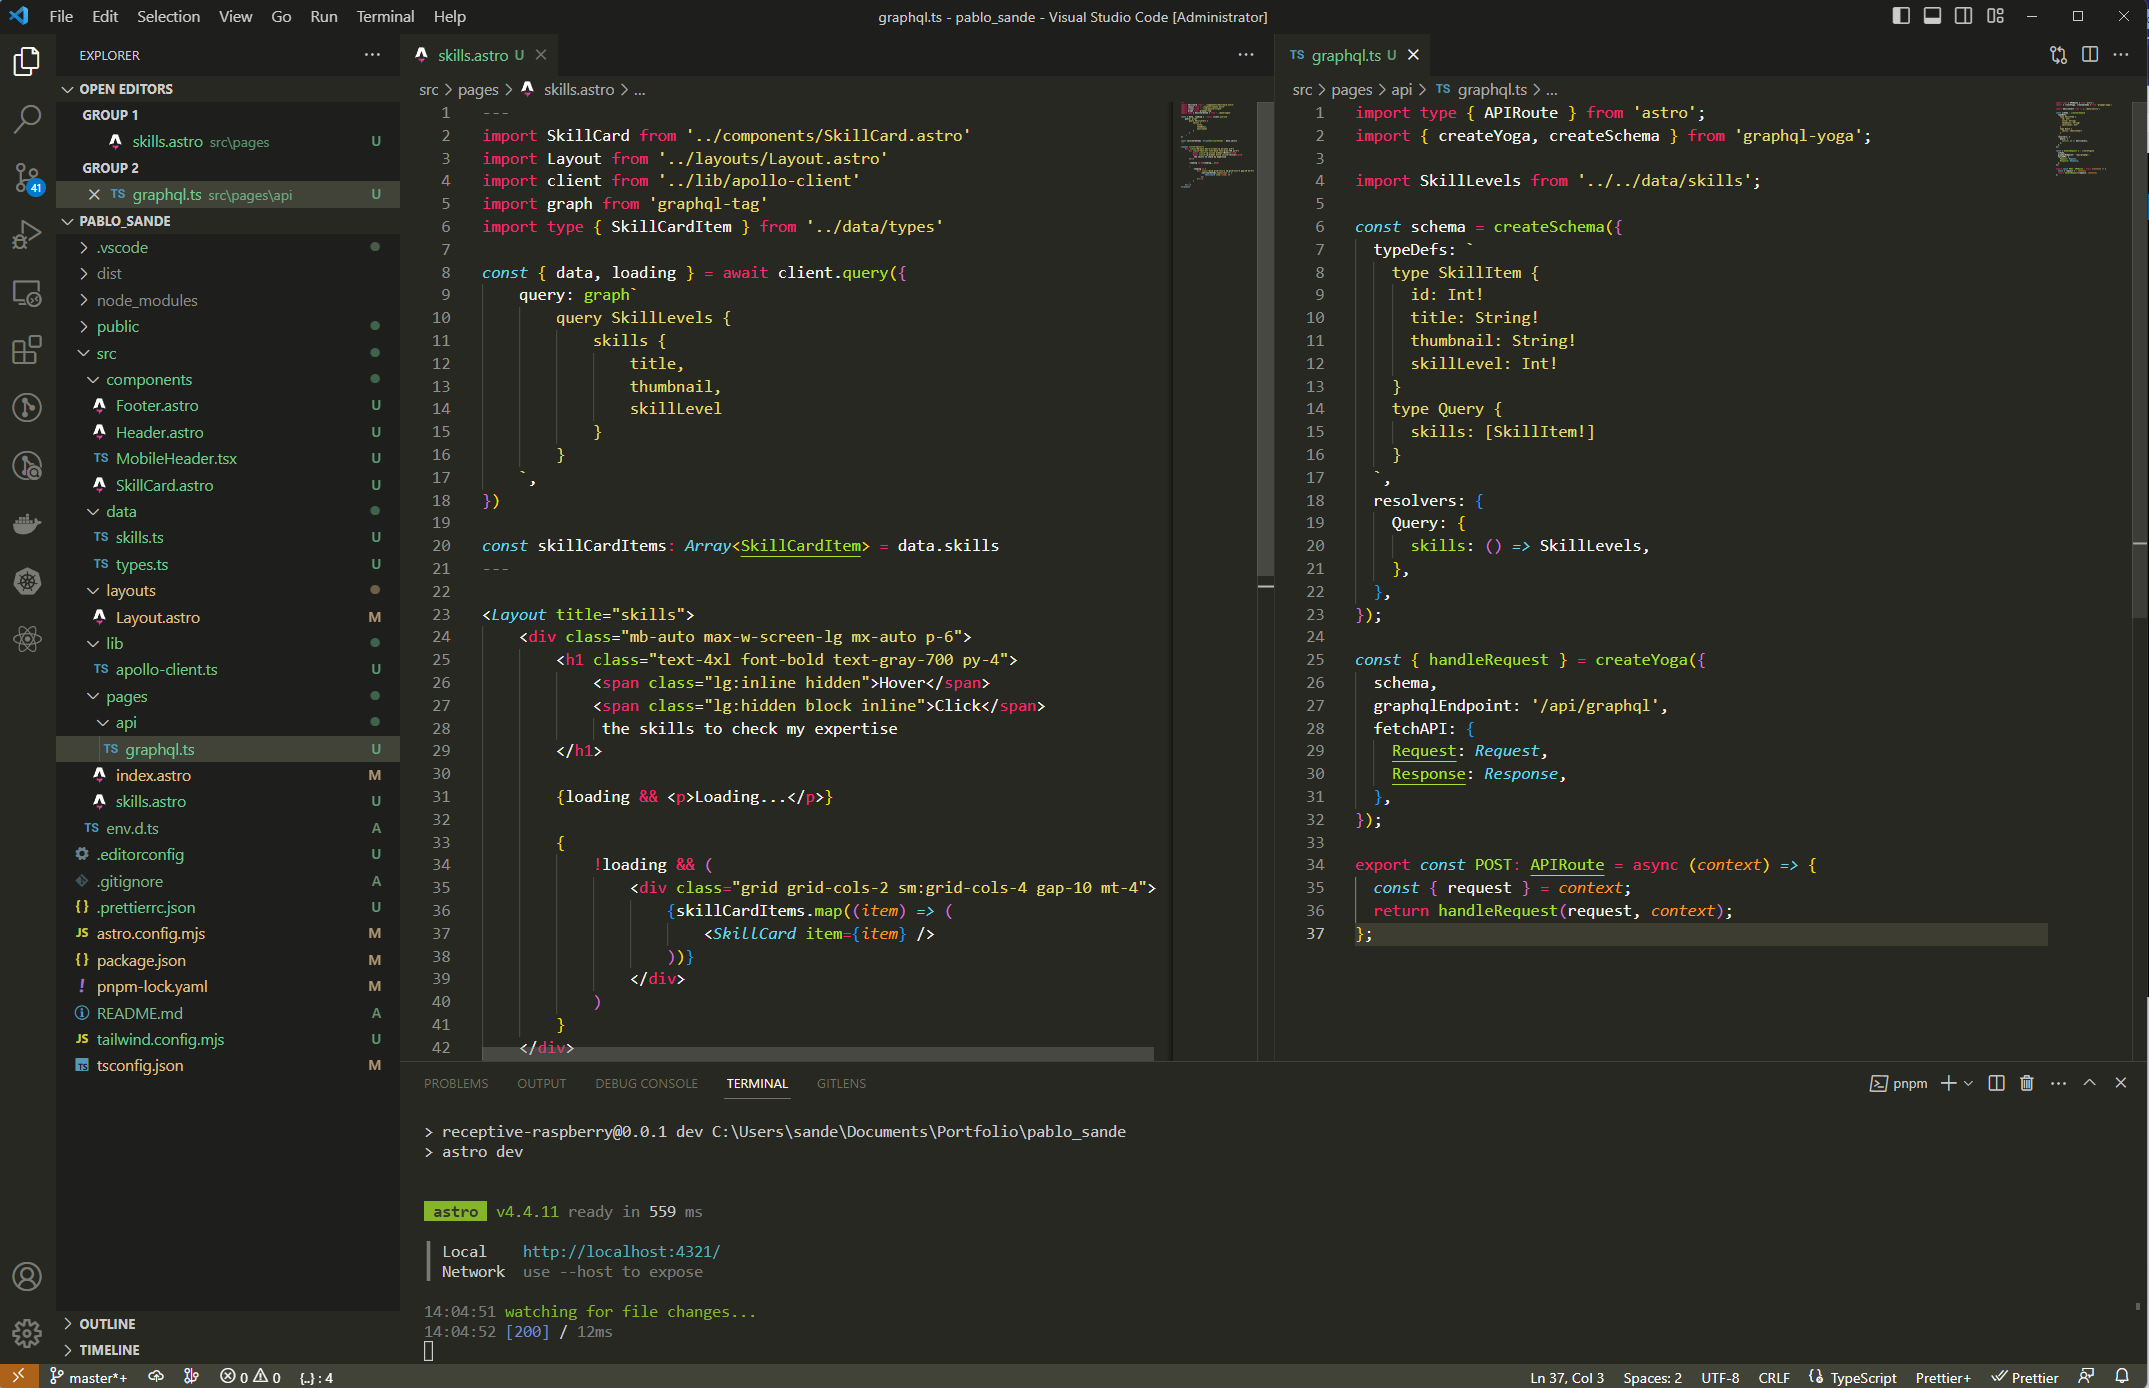 File Edit Selection View Go Run Terminal Help
graphql.ts - pablo_sande - Visual Studio Code [Administrator]
EXPLORER
OPEN EDITORS
GROUP 1
skills.astro src\pages U
GROUP 2
TS graphql.ts src\pages\api U
PABLO_SANDE
.vscode
dist
node_modules
public
src
components
Footer.astro U
Header.astro U
TS MobileHeader.tsx U
SkillCard.astro U
data
TS skills.ts U
TS types.ts U
layouts
Layout.astro M
lib
TS apollo-client.ts U
pages
api
TS graphql.ts U
index.astro M
skills.astro U
TS env.d.ts A
.editorconfig U
.gitignore A
{} .prettierrc.json U
JS astro.config.mjs M
{} package.json M
! pnpm-lock.yaml M
README.md A
JS tailwind.config.mjs U
TS tsconfig.json M
OUTLINE
TIMELINE
41
skills.astro U
src > pages > skills.astro > ...
1 ---
2 import SkillCard from '../components/SkillCard.astro'
3 import Layout from '../layouts/Layout.astro'
4 import client from '../lib/apollo-client'
5 import graph from 'graphql-tag'
6 import type { SkillCardItem } from '../data/types'
7
8 const { data, loading } = await client.query({
9 query: graph`
10 query SkillLevels {
11 skills {
12 title,
13 thumbnail,
14 skillLevel
15 }
16 }
17 `,
18 })
19
20 const skillCardItems: Array<SkillCardItem> = data.skills
21 ---
22
23 <Layout title="skills">
24 <div class="mb-auto max-w-screen-lg mx-auto p-6">
25 <h1 class="text-4xl font-bold text-gray-700 py-4">
26 <span class="lg:inline hidden">Hover</span>
27 <span class="lg:hidden block inline">Click</span>
28 the skills to check my expertise
29 </h1>
30
31 {loading && <p>Loading...</p>}
32
33 {
34 !loading && (
35 <div class="grid grid-cols-2 sm:grid-cols-4 gap-10 mt-4">
36 {skillCardItems.map((item) => (
37 <SkillCard item={item} />
38 ))}
39 </div>
40 )
41 }
42 </div>
TS graphql.ts U
src > pages > api > TS graphql.ts > ...
1 import type { APIRoute } from 'astro';
2 import { createYoga, createSchema } from 'graphql-yoga';
3
4 import SkillLevels from '../../data/skills';
5
6 const schema = createSchema({
7 typeDefs: `
8 type SkillItem {
9 id: Int!
10 title: String!
11 thumbnail: String!
12 skillLevel: Int!
13 }
14 type Query {
15 skills: [SkillItem!]
16 }
17 `,
18 resolvers: {
19 Query: {
20 skills: () => SkillLevels,
21 },
22 },
23 });
24
25 const { handleRequest } = createYoga({
26 schema,
27 graphqlEndpoint: '/api/graphql',
28 fetchAPI: {
29 Request: Request,
30 Response: Response,
31 },
32 });
33
34 export const POST: APIRoute = async (context) => {
35 const { request } = context;
36 return handleRequest(request, context);
37 };
PROBLEMS OUTPUT DEBUG CONSOLE TERMINAL GITLENS
pnpm
> receptive-raspberry@0.0.1 dev C:\Users\sande\Documents\Portfolio\pablo_sande
> astro dev
astro v4.4.11 ready in 559 ms
Local http://localhost:4321/
Network use --host to expose
14:04:51 watching for file changes...
14:04:52 [200] / 12ms
master*+ 0 0 {..} : 4
Ln 37, Col 3 Spaces: 2 UTF-8 CRLF TypeScript Prettier+ Prettier